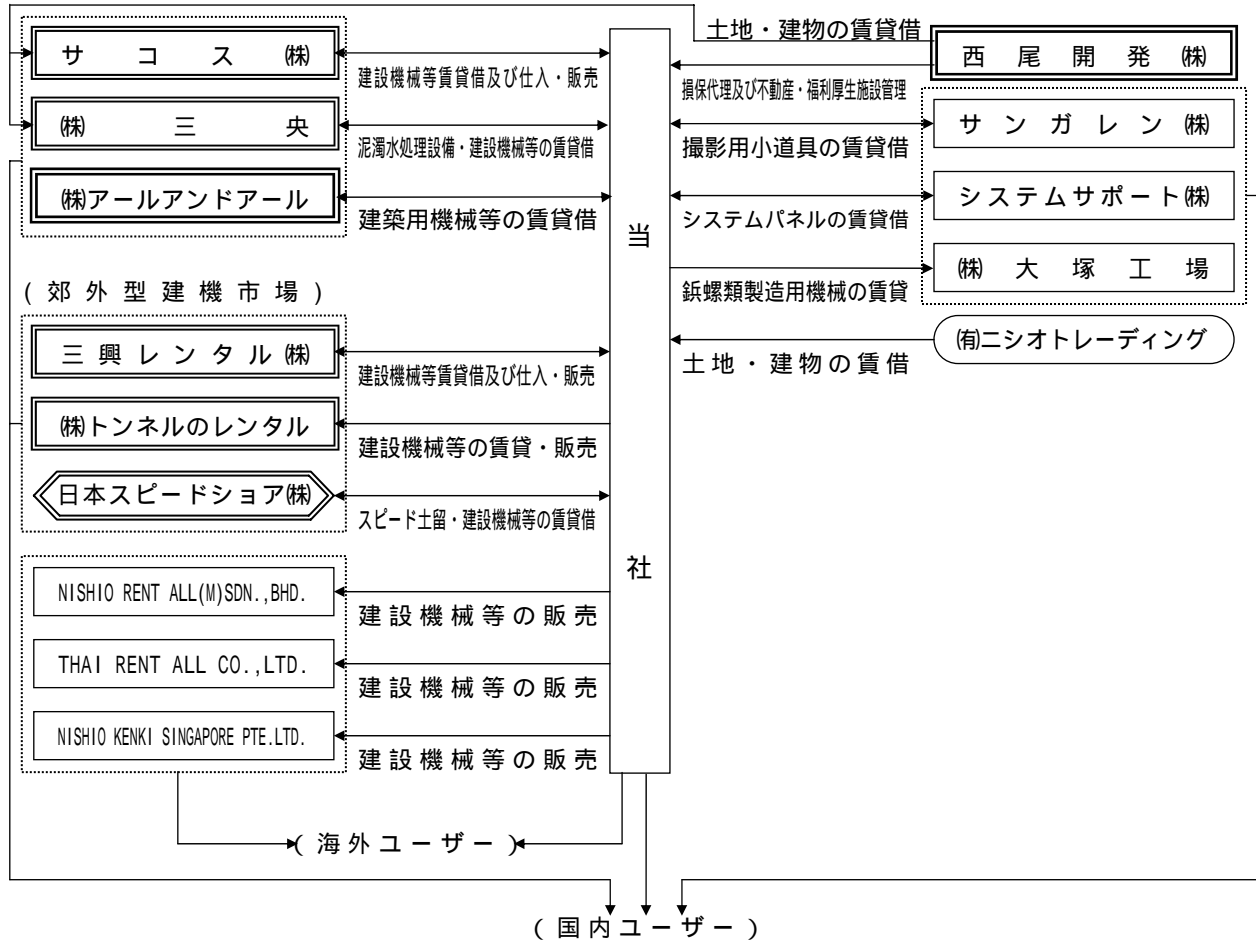 サコス㈱
建設機械等賃貸借及び仕入・販売
㈱三央
泥濁水処理設備・建設機械等の賃貸借
㈱アールアンドアール
建築用機械等の賃貸借
(郊外型建機市場)
三興レンタル㈱
建設機械等賃貸借及び仕入・販売
㈱トンネルのレンタル
建設機械等の賃貸・販売
日本スピードショア㈱
スピード土留・建設機械等の賃貸借
NISHIO RENT ALL(M)SDN.,BHD.
建設機械等の販売
THAI RENT ALL CO.,LTD.
建設機械等の販売
NISHIO KENKI SINGAPORE PTE.LTD.
建設機械等の販売
当社
土地・建物の賃貸借
西尾開発㈱
損保代理及び不動産・福利厚生施設管理
サンガレン㈱
撮影用小道具の賃貸借
システムサポート㈱
システムパネルの賃貸借
㈱大塚工場
鋲螺類製造用機械の賃貸
㈲ニシオトレーディング
土地・建物の賃借
(海外ユーザー)
(国内ユーザー)